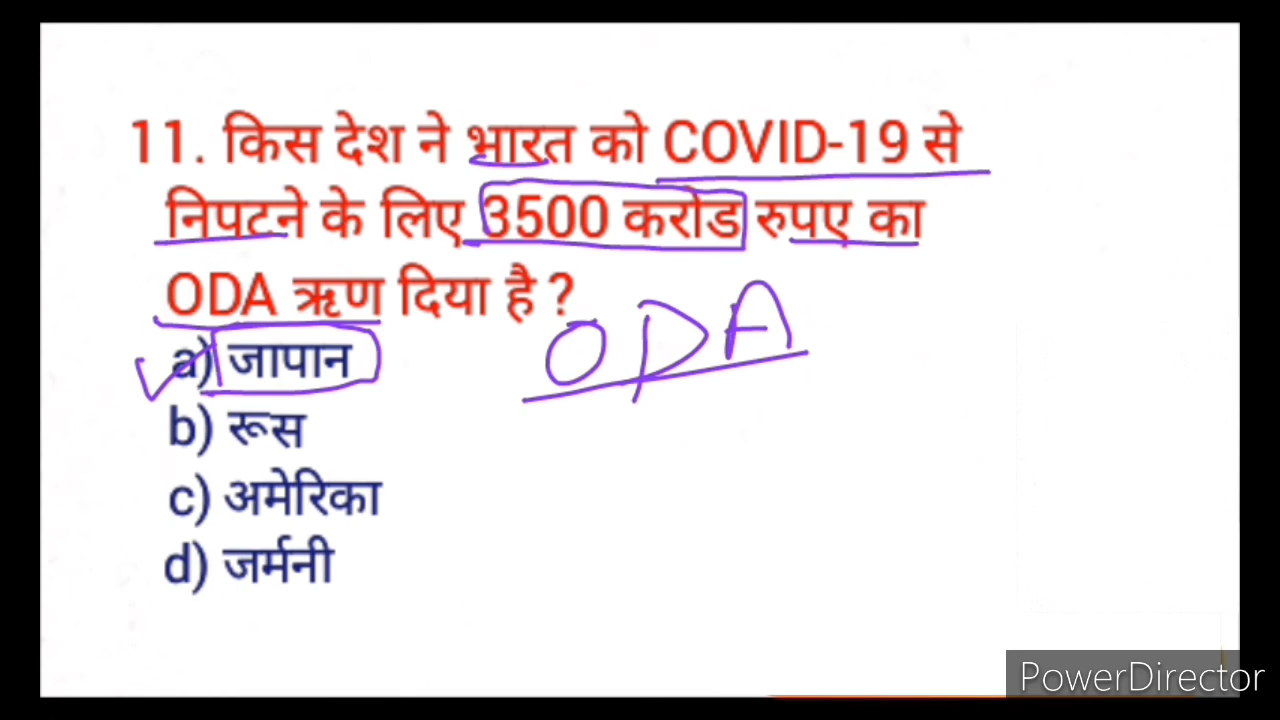 11. किस देश ने भारत को COVID-19 से
निपटने के लिए 3500 करोड रुपए का
ODA ऋण दिया है ?
ODA
a) जापान
b) रूस
c) अमेरिका
d) जर्मनी
PowerDirector